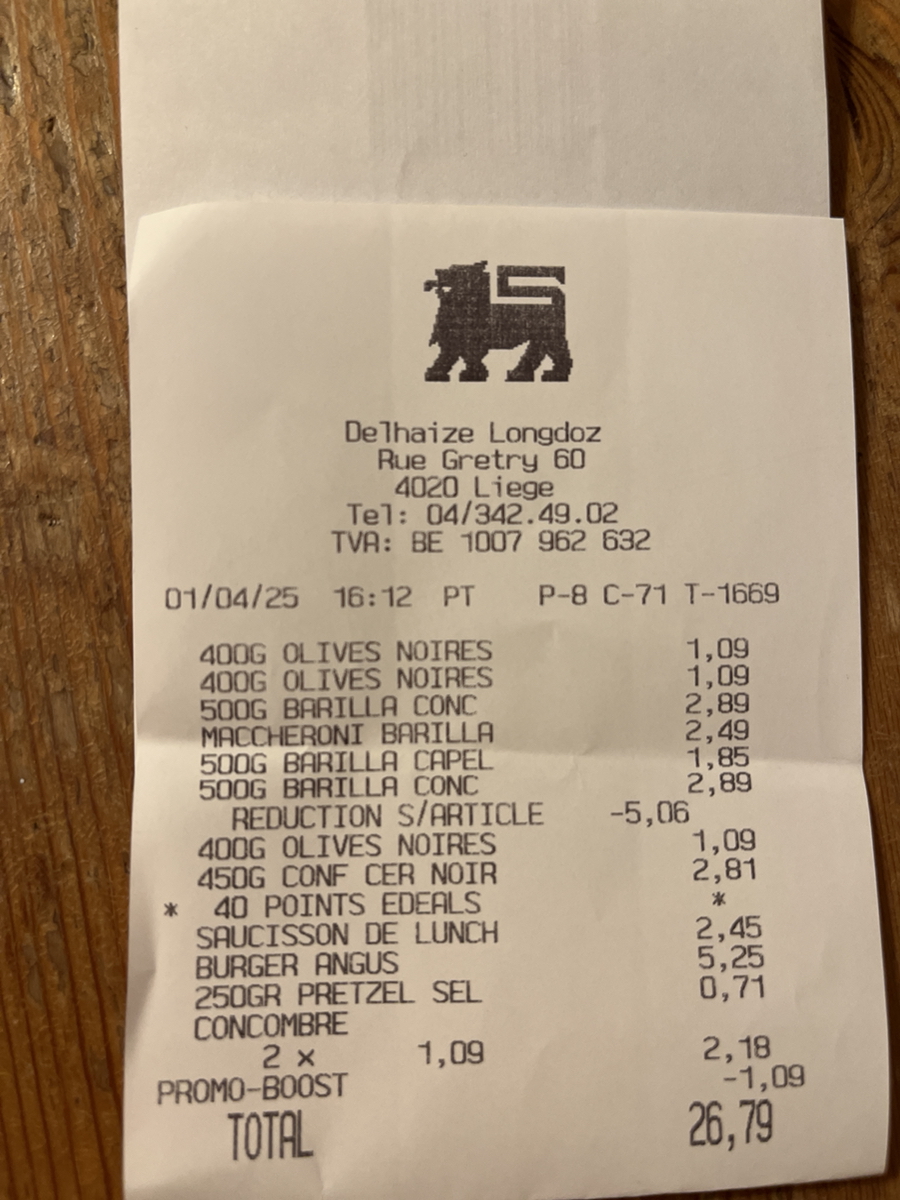 Delhaize Longdoz
Rue Gretry 60
4020 Liege
Tel: 04/342.49.02
TVA: BE 1007 962 632
01/04/25 16:12 PT P-8 C-71 T-1669
400G OLIVES NOIRES 1,09
400G OLIVES NOIRES 1,09
500G BARILLA CONC 2,89
MACCHERONI BARILLA 2,49
500G BARILLA CAPEL 1,85
500G BARILLA CONC 2,89
REDUCTION S/ARTICLE -5,06
400G OLIVES NOIRES 1,09
450G CONF CER NOIR 2,81
* 40 POINTS EDEALS *
SAUCISSON DE LUNCH 2,45
BURGER ANGUS 5,25
250GR PRETZEL SEL 0,71
CONCOMBRE
2 x 1,09 2,18
PROMO-BOOST -1,09
TOTAL 26,79